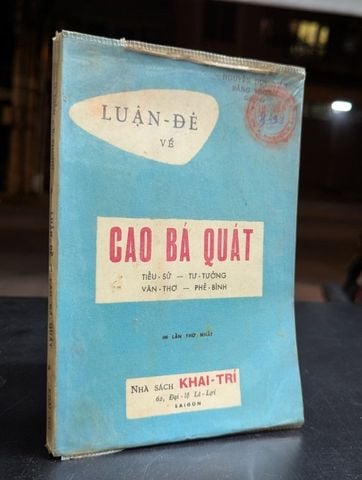 LUẬN-ĐỀ
VỀ
CAO BÁ QUÁT
TIỂU-SỬ — TƯ-TƯỞNG
VĂN-THƠ — PHÊ-BÌNH
IN LẦN THỨ NHẤT
NHÀ SÁCH KHAI-TRÍ
62, Đại-lộ Lê-Lợi
SAIGON